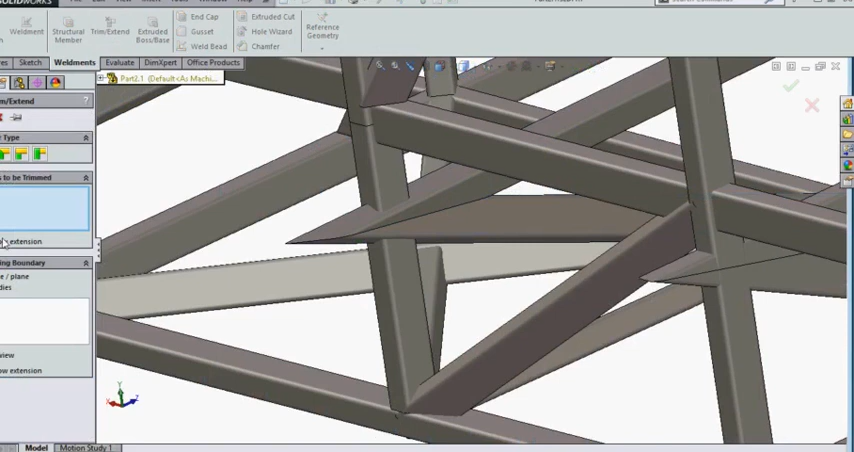 SOLIDWORKS
Weldment
Structural Member
Trim/Extend
Extruded Boss/Base
End Cap
Gusset
Weld Bead
Extruded Cut
Hole Wizard
Chamfer
Reference Geometry
Sketch
Weldments
Evaluate
DimXpert
Office Products
Part2.1 (Default<As Machi...
m/Extend
?
r Type
s to be Trimmed
extension
ing Boundary
e / plane
dies
view
ow extension
Y
X
Z
Model
Motion Study 1